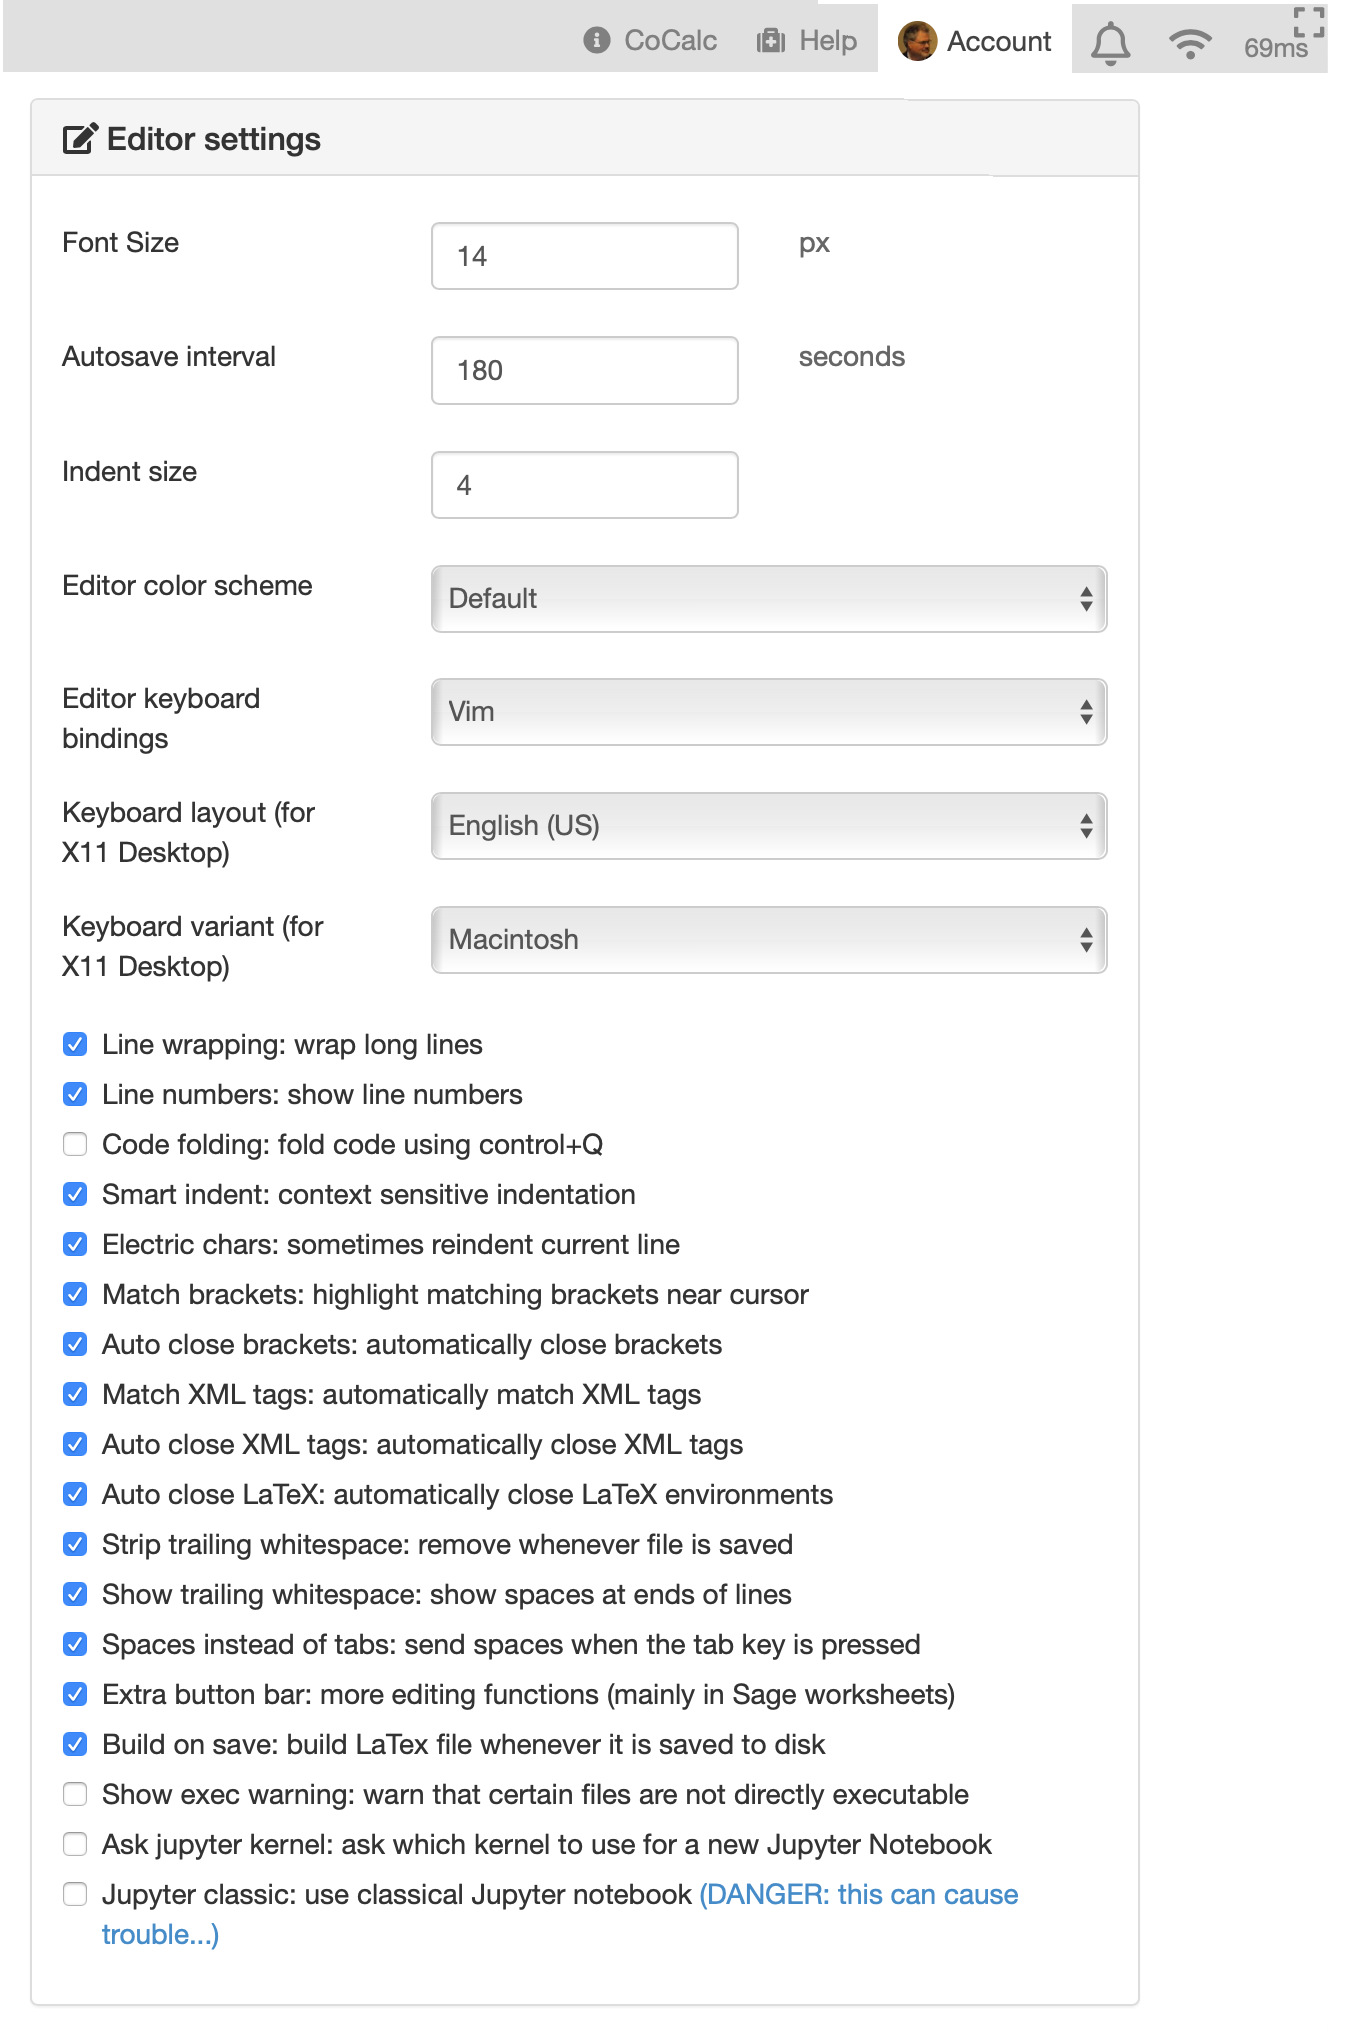 CoCalc Help Account 69ms
Editor settings
Font Size 14 px
Autosave interval 180 seconds
Indent size 4
Editor color scheme Default
Editor keyboard
bindings
Vim
Keyboard layout (for
X11 Desktop)
English (US)
Keyboard variant (for
X11 Desktop)
Macintosh
Line wrapping: wrap long lines
Line numbers: show line numbers
Code folding: fold code using control+Q
Smart indent: context sensitive indentation
Electric chars: sometimes reindent current line
Match brackets: highlight matching brackets near cursor
Auto close brackets: automatically close brackets
Match XML tags: automatically match XML tags
Auto close XML tags: automatically close XML tags
Auto close LaTeX: automatically close LaTeX environments
Strip trailing whitespace: remove whenever file is saved
Show trailing whitespace: show spaces at ends of lines
Spaces instead of tabs: send spaces when the tab key is pressed
Extra button bar: more editing functions (mainly in Sage worksheets)
Build on save: build LaTex file whenever it is saved to disk
Show exec warning: warn that certain files are not directly executable
Ask jupyter kernel: ask which kernel to use for a new Jupyter Notebook
Jupyter classic: use classical Jupyter notebook (DANGER: this can cause
trouble...)